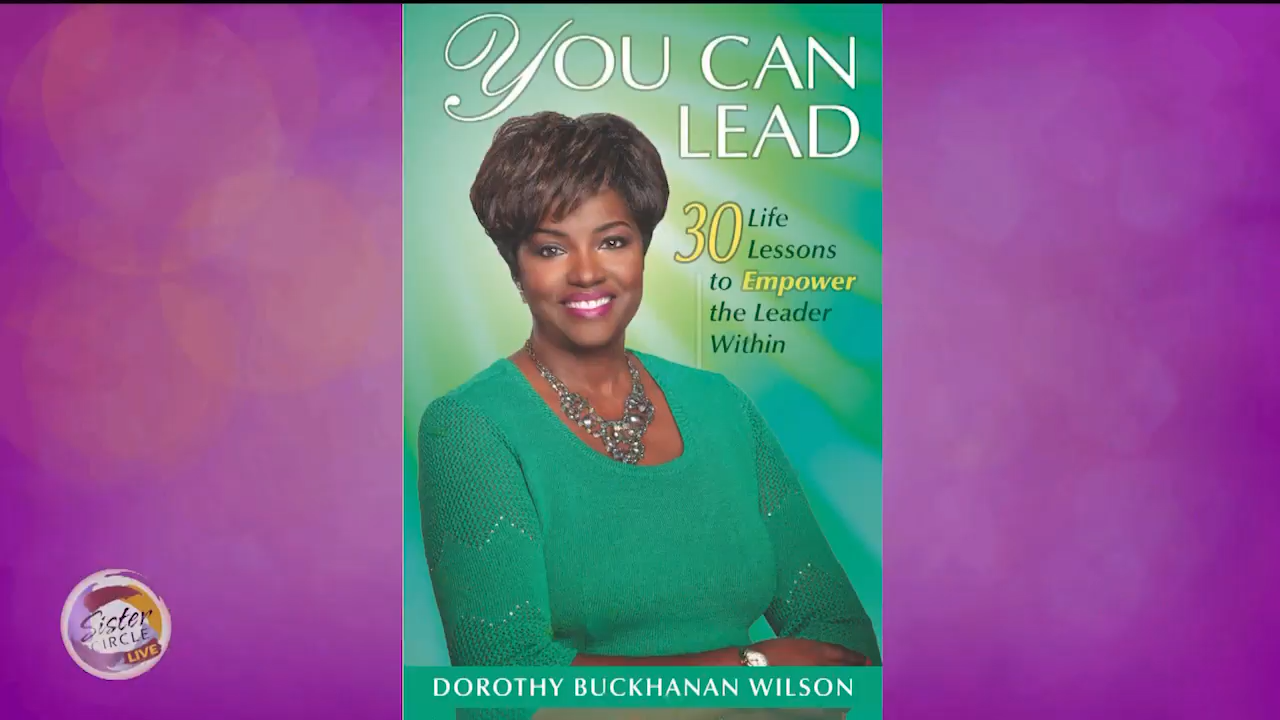 YOU CAN
LEAD
30 Life
Lessons
to Empower
the Leader
Within
DOROTHY BUCKHANAN WILSON
Sister
CIRCLE
LIVE